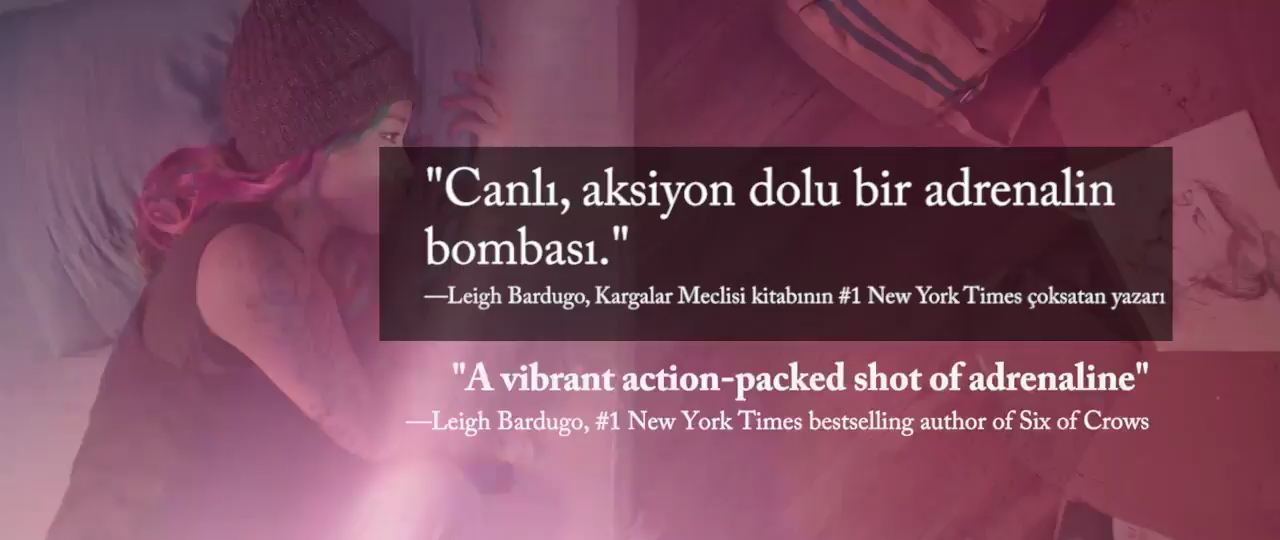 "Canlı, aksiyon dolu bir adrenalin
bombası."
—Leigh Bardugo, Kargalar Meclisi kitabının #1 New York Times çoksatan yazarı
"A vibrant action-packed shot of adrenaline"
—Leigh Bardugo, #1 New York Times bestselling author of Six of Crows